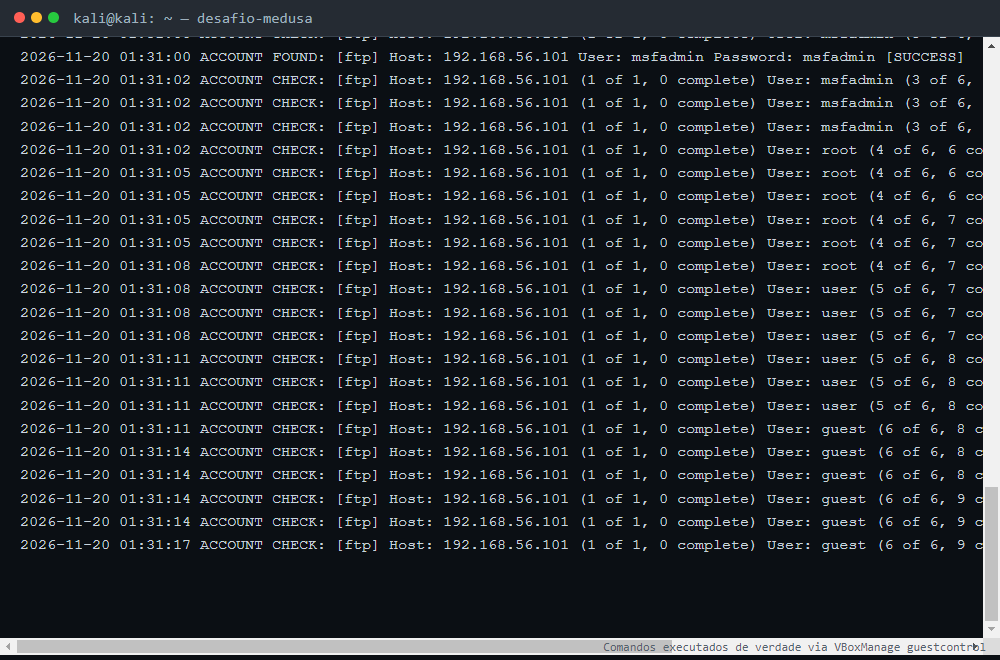 kali@kali: ~ — desafio-medusa
2026-11-20 01:31:00 ACCOUNT FOUND: [ftp] Host: 192.168.56.101 User: msfadmin Password: msfadmin [SUCCESS]
2026-11-20 01:31:02 ACCOUNT CHECK: [ftp] Host: 192.168.56.101 (1 of 1, 0 complete) User: msfadmin (3 of 6,
2026-11-20 01:31:02 ACCOUNT CHECK: [ftp] Host: 192.168.56.101 (1 of 1, 0 complete) User: msfadmin (3 of 6,
2026-11-20 01:31:02 ACCOUNT CHECK: [ftp] Host: 192.168.56.101 (1 of 1, 0 complete) User: msfadmin (3 of 6,
2026-11-20 01:31:02 ACCOUNT CHECK: [ftp] Host: 192.168.56.101 (1 of 1, 0 complete) User: root (4 of 6, 6 co
2026-11-20 01:31:05 ACCOUNT CHECK: [ftp] Host: 192.168.56.101 (1 of 1, 0 complete) User: root (4 of 6, 6 co
2026-11-20 01:31:05 ACCOUNT CHECK: [ftp] Host: 192.168.56.101 (1 of 1, 0 complete) User: root (4 of 6, 6 co
2026-11-20 01:31:05 ACCOUNT CHECK: [ftp] Host: 192.168.56.101 (1 of 1, 0 complete) User: root (4 of 6, 7 co
2026-11-20 01:31:05 ACCOUNT CHECK: [ftp] Host: 192.168.56.101 (1 of 1, 0 complete) User: root (4 of 6, 7 co
2026-11-20 01:31:08 ACCOUNT CHECK: [ftp] Host: 192.168.56.101 (1 of 1, 0 complete) User: root (4 of 6, 7 co
2026-11-20 01:31:08 ACCOUNT CHECK: [ftp] Host: 192.168.56.101 (1 of 1, 0 complete) User: user (5 of 6, 7 co
2026-11-20 01:31:08 ACCOUNT CHECK: [ftp] Host: 192.168.56.101 (1 of 1, 0 complete) User: user (5 of 6, 7 co
2026-11-20 01:31:08 ACCOUNT CHECK: [ftp] Host: 192.168.56.101 (1 of 1, 0 complete) User: user (5 of 6, 7 co
2026-11-20 01:31:11 ACCOUNT CHECK: [ftp] Host: 192.168.56.101 (1 of 1, 0 complete) User: user (5 of 6, 8 co
2026-11-20 01:31:11 ACCOUNT CHECK: [ftp] Host: 192.168.56.101 (1 of 1, 0 complete) User: user (5 of 6, 8 co
2026-11-20 01:31:11 ACCOUNT CHECK: [ftp] Host: 192.168.56.101 (1 of 1, 0 complete) User: user (5 of 6, 8 co
2026-11-20 01:31:11 ACCOUNT CHECK: [ftp] Host: 192.168.56.101 (1 of 1, 0 complete) User: guest (6 of 6, 8 c
2026-11-20 01:31:14 ACCOUNT CHECK: [ftp] Host: 192.168.56.101 (1 of 1, 0 complete) User: guest (6 of 6, 8 c
2026-11-20 01:31:14 ACCOUNT CHECK: [ftp] Host: 192.168.56.101 (1 of 1, 0 complete) User: guest (6 of 6, 8 c
2026-11-20 01:31:14 ACCOUNT CHECK: [ftp] Host: 192.168.56.101 (1 of 1, 0 complete) User: guest (6 of 6, 9 c
2026-11-20 01:31:14 ACCOUNT CHECK: [ftp] Host: 192.168.56.101 (1 of 1, 0 complete) User: guest (6 of 6, 9 c
2026-11-20 01:31:17 ACCOUNT CHECK: [ftp] Host: 192.168.56.101 (1 of 1, 0 complete) User: guest (6 of 6, 9 c
Comandos executados de verdade via VBoxManage guestcontrol